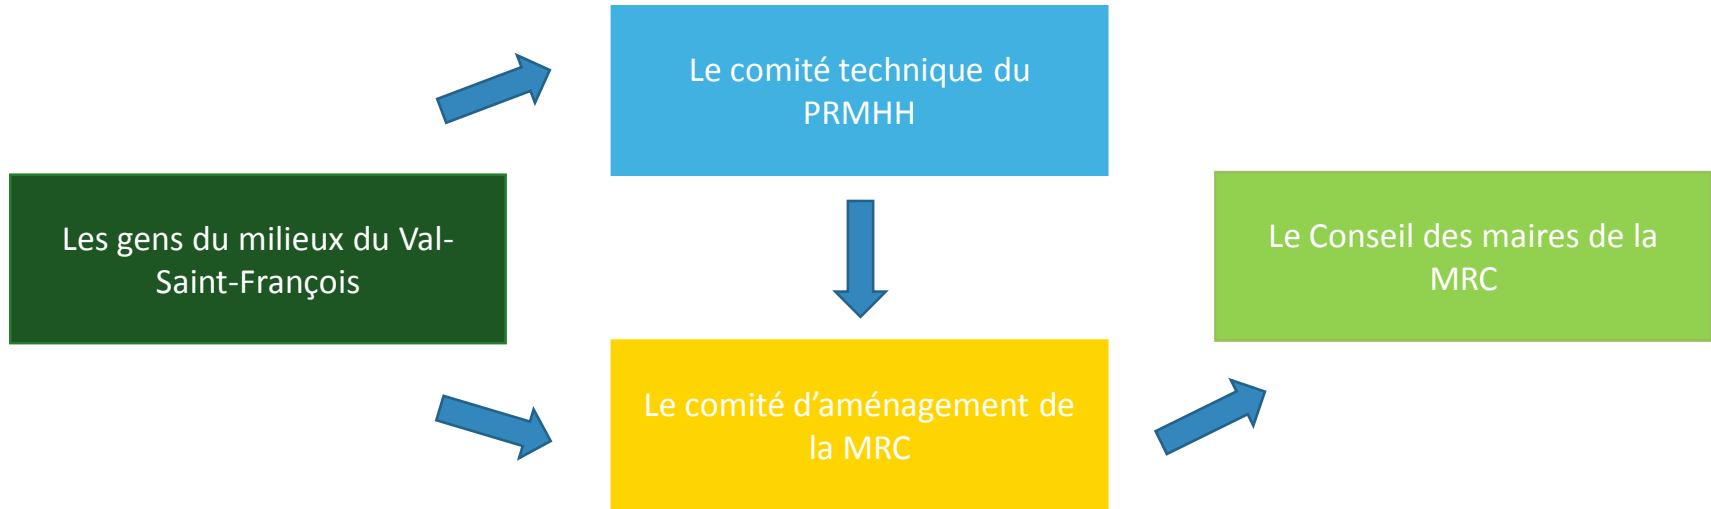 Le comité technique du
PRMHH
Les gens du milieux du Val-
Saint-François
Le Conseil des maires de la
MRC
Le comité d’aménagement de
la MRC